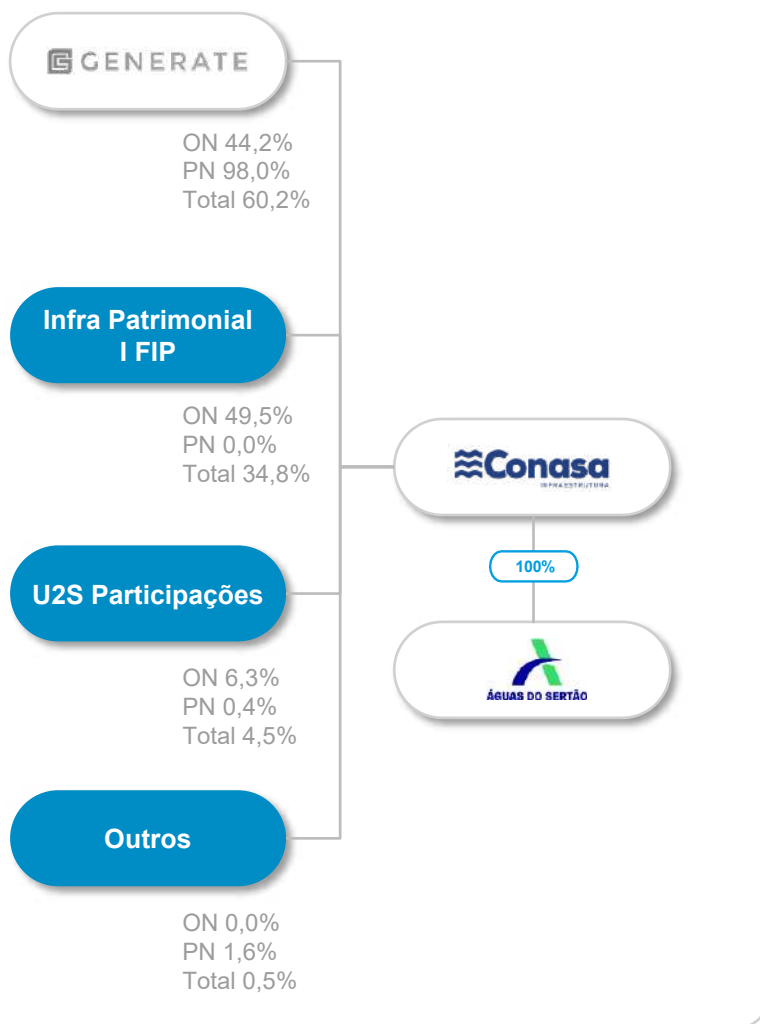 GENERATE
ON 44,2%
PN 98,0%
Total 60,2%
Infra Patrimonial
I FIP
ON 49,5%
PN 0,0%
Total 34,8%
U2S Participações
ON 6,3%
PN 0,4%
Total 4,5%
Outros
ON 0,0%
PN 1,6%
Total 0,5%
Conasa
INFRAESTRUTURA
100%
ÁGUAS DO SERTÃO